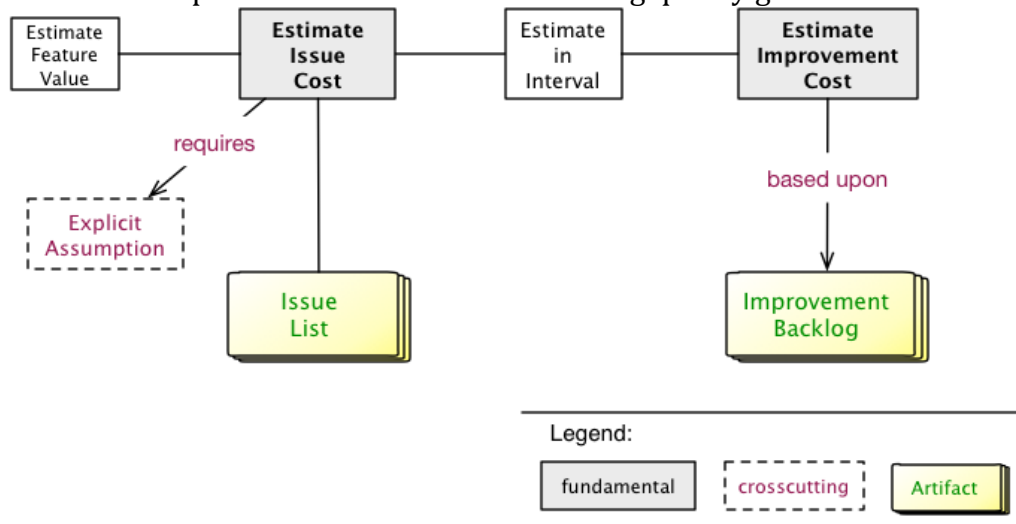 Estimate
Feature
Value
Estimate
Issue
Cost
Estimate
in
Interval
Estimate
Improvement
Cost
requires
based upon
Explicit
Assumption
Issue
List
Improvement
Backlog
Legend:
fundamental
crosscutting
Artifact